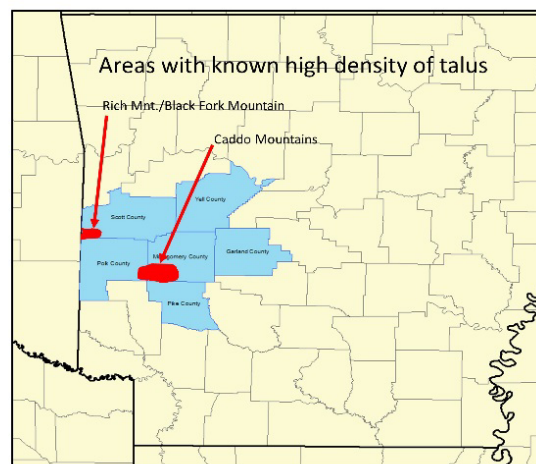 Areas with known high density of talus
Rich Mnt./Black Fork Mountain
Caddo Mountains
Yell County
Scott County
Polk County
Montgomery County
Garland County
Pike County